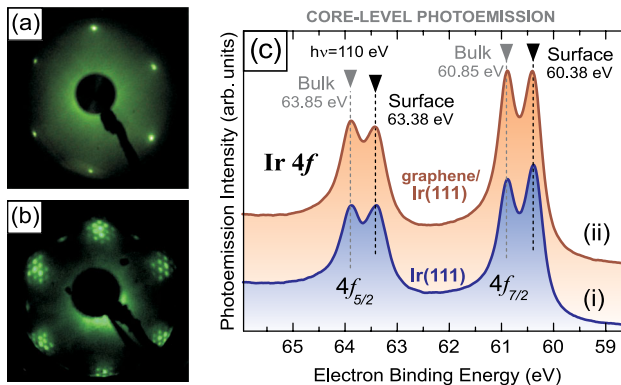 CORE-LEVEL PHOTOEMISSION
(a)
(b)
(c)
hν=110 eV
Bulk
63.85 eV
Surface
63.38 eV
Bulk
60.85 eV
Surface
60.38 eV
Ir 4f
graphene/
Ir(111)
(ii)
Ir(111)
(i)
4f5/2
4f7/2
Photoemission Intensity (arb. units)
65 64 63 62 61 60 59
Electron Binding Energy (eV)